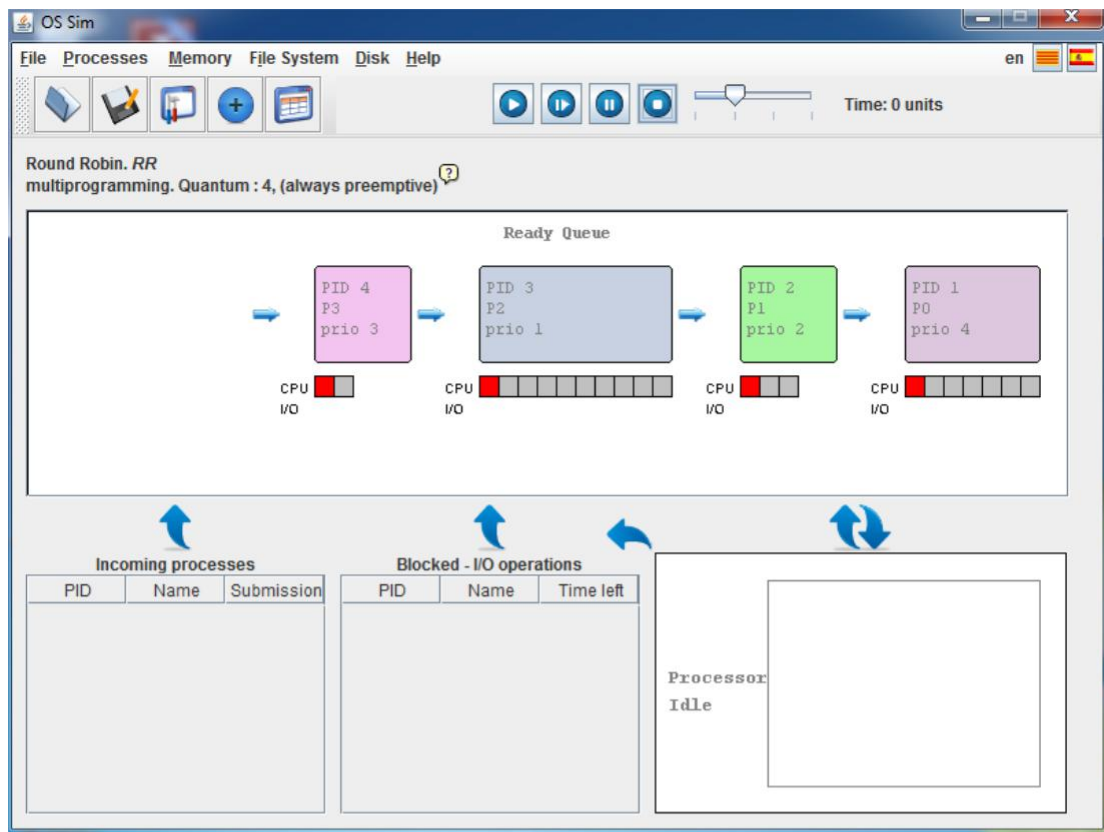 OS Sim
File Processes Memory File System Disk Help en
Time: 0 units
Round Robin. RR
multiprogramming. Quantum : 4, (always preemptive) ?
Ready Queue
PID 4
P3
prio 3
CPU
I/O
PID 3
P2
prio 1
CPU
I/O
PID 2
P1
prio 2
CPU
I/O
PID 1
P0
prio 4
CPU
I/O
Incoming processes
PID Name Submission
Blocked - I/O operations
PID Name Time left
Processor
Idle